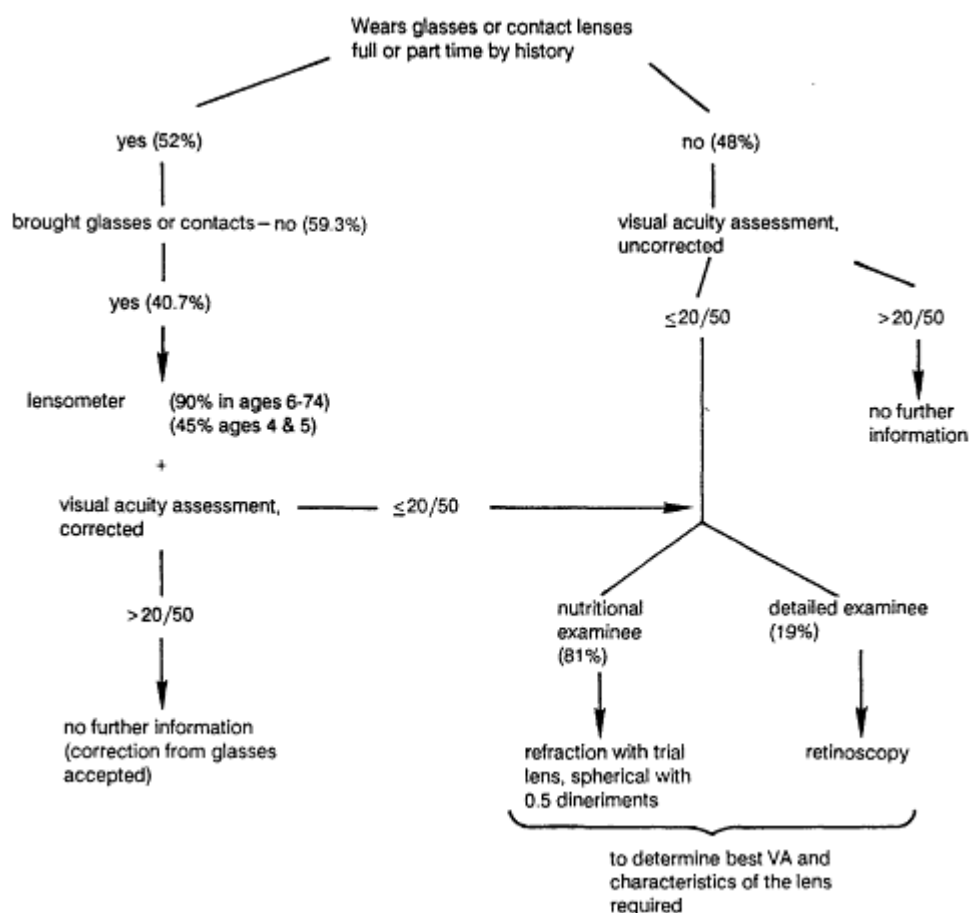 Wears glasses or contact lenses
full or part time by history
yes (52%)
no (48%)
brought glasses or contacts – no (59.3%)
visual acuity assessment,
uncorrected
yes (40.7%)
≤20/50
>20/50
lensometer (90% in ages 6-74)
(45% ages 4 & 5)
no further
information
+
visual acuity assessment,
corrected
≤20/50
>20/50
nutritional
examinee
(81%)
detailed examinee
(19%)
no further information
(correction from glasses
accepted)
refraction with trial
lens, spherical with
0.5 dineriments
retinoscopy
to determine best VA and
characteristics of the lens
required